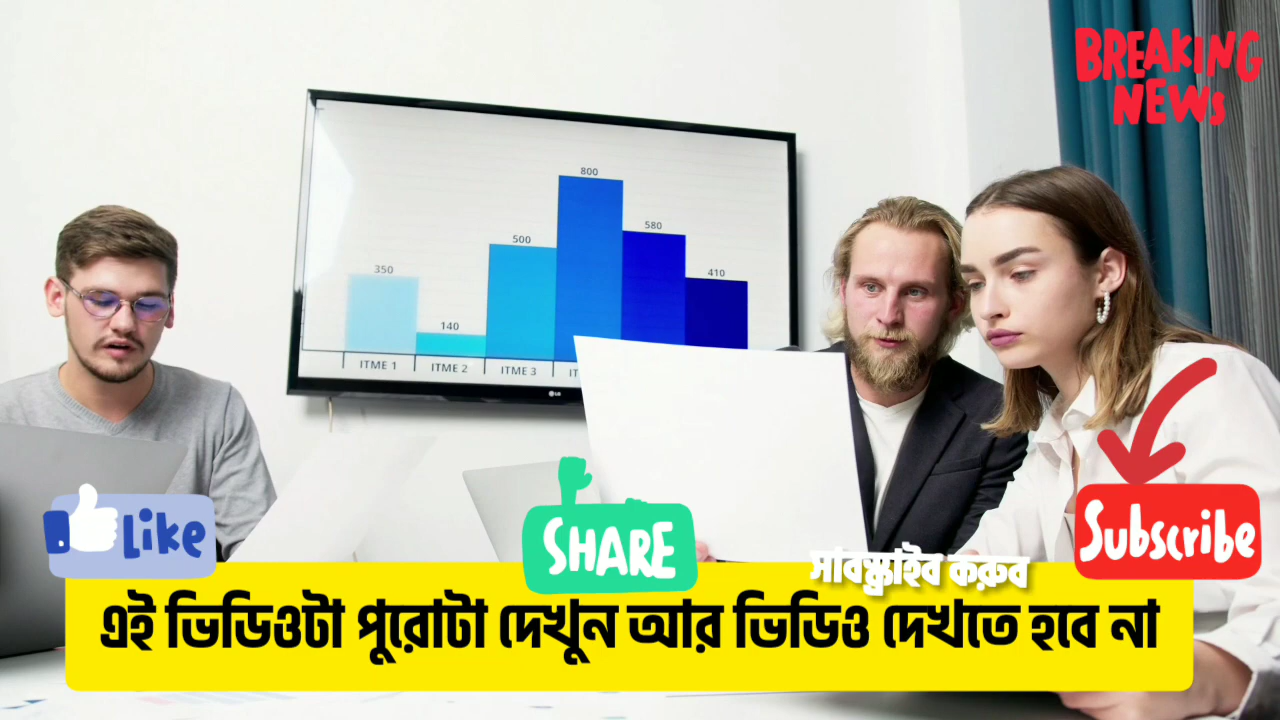 BREAKING
NEWS
800
580
500
410
350
140
ITME 1
ITME 2
ITME 3
LG
Like
SHARE
Subscribe
সাবস্ক্রাইব করুন
এই ভিডিওটা পুরোটা দেখুন আর ভিডিও দেখতে হবে না